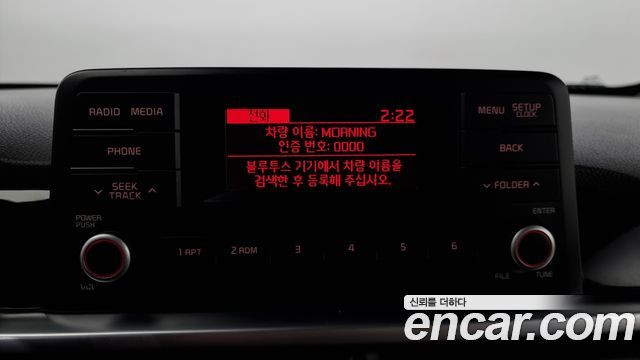 RADIO MEDIA
PHONE
SEEK
TRACK
POWER
PUSH
VOL
전화 2:22
차량 이름: MORNING
인증 번호: 0000
블루투스 기기에서 차량 이름을
검색한 후 등록해 주십시오.
1 RPT 2 RDM 3 4 5 6
MENU SETUP
CLOCK
BACK
FOLDER
ENTER
FILE TUNE
신뢰를 더하다
encar.com